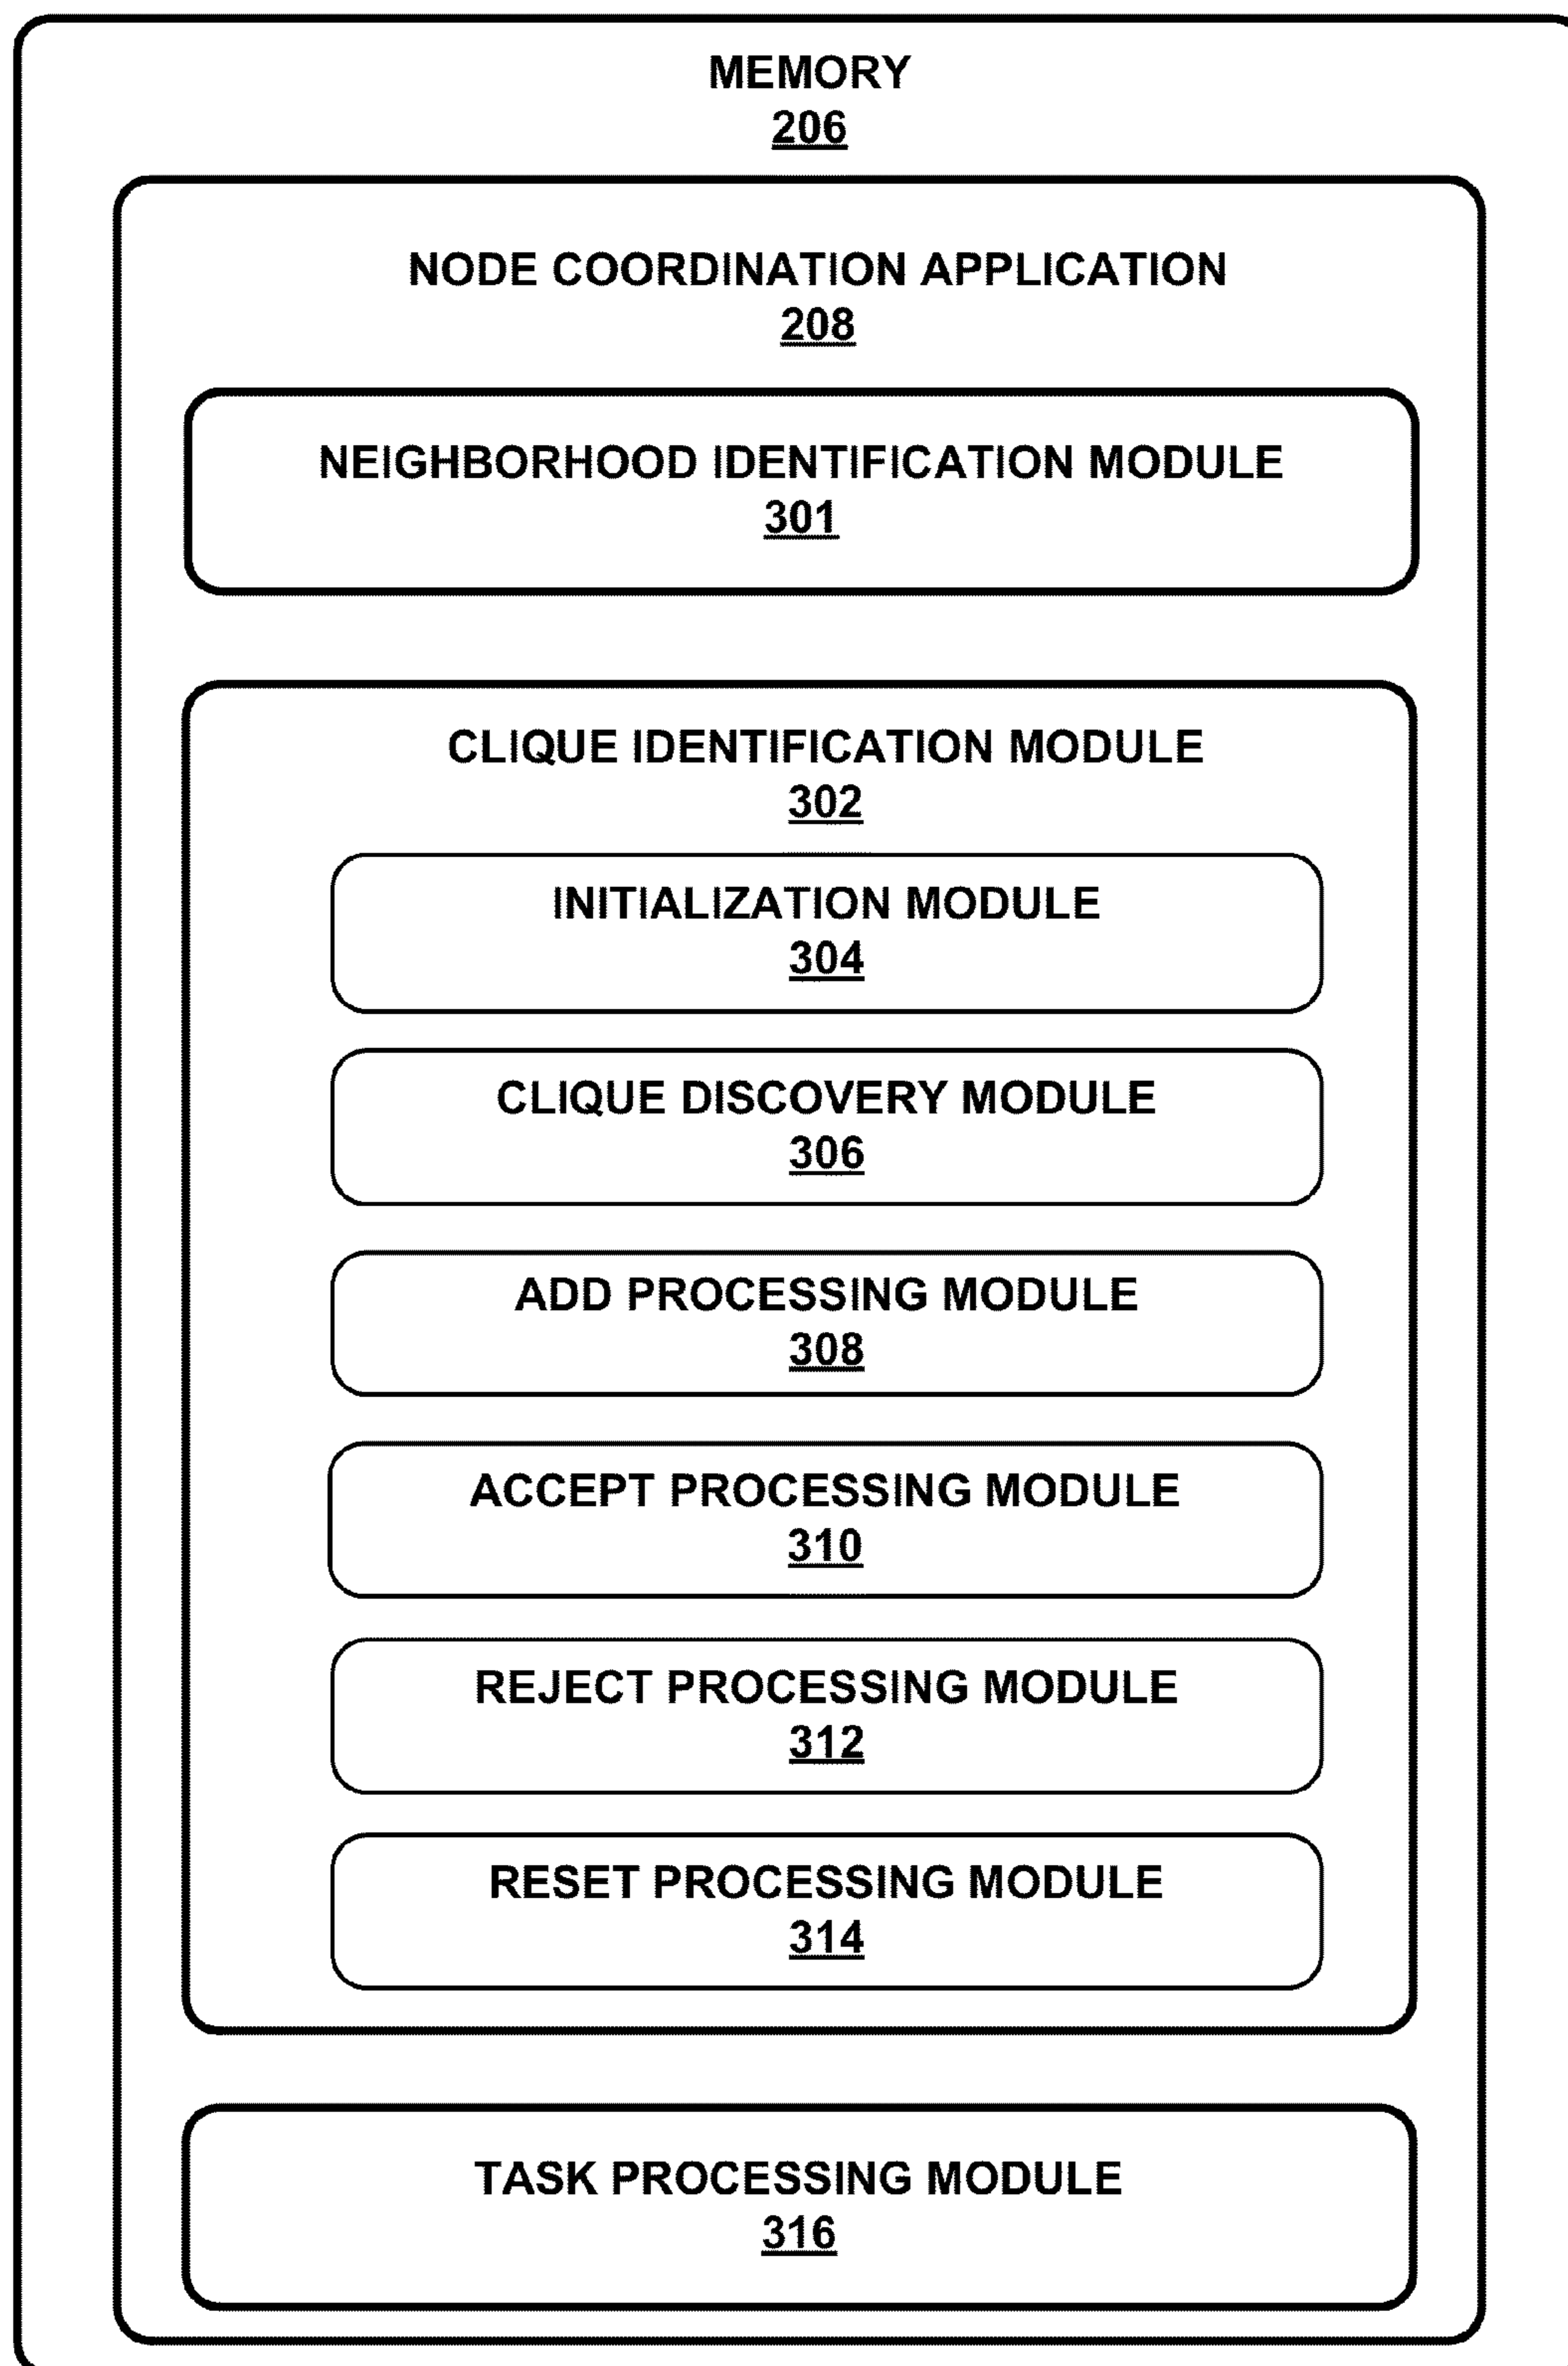 MEMORY
206
NODE COORDINATION APPLICATION
208
NEIGHBORHOOD IDENTIFICATION MODULE
301
CLIQUE IDENTIFICATION MODULE
302
INITIALIZATION MODULE
304
CLIQUE DISCOVERY MODULE
306
ADD PROCESSING MODULE
308
ACCEPT PROCESSING MODULE
310
REJECT PROCESSING MODULE
312
RESET PROCESSING MODULE
314
TASK PROCESSING MODULE
316